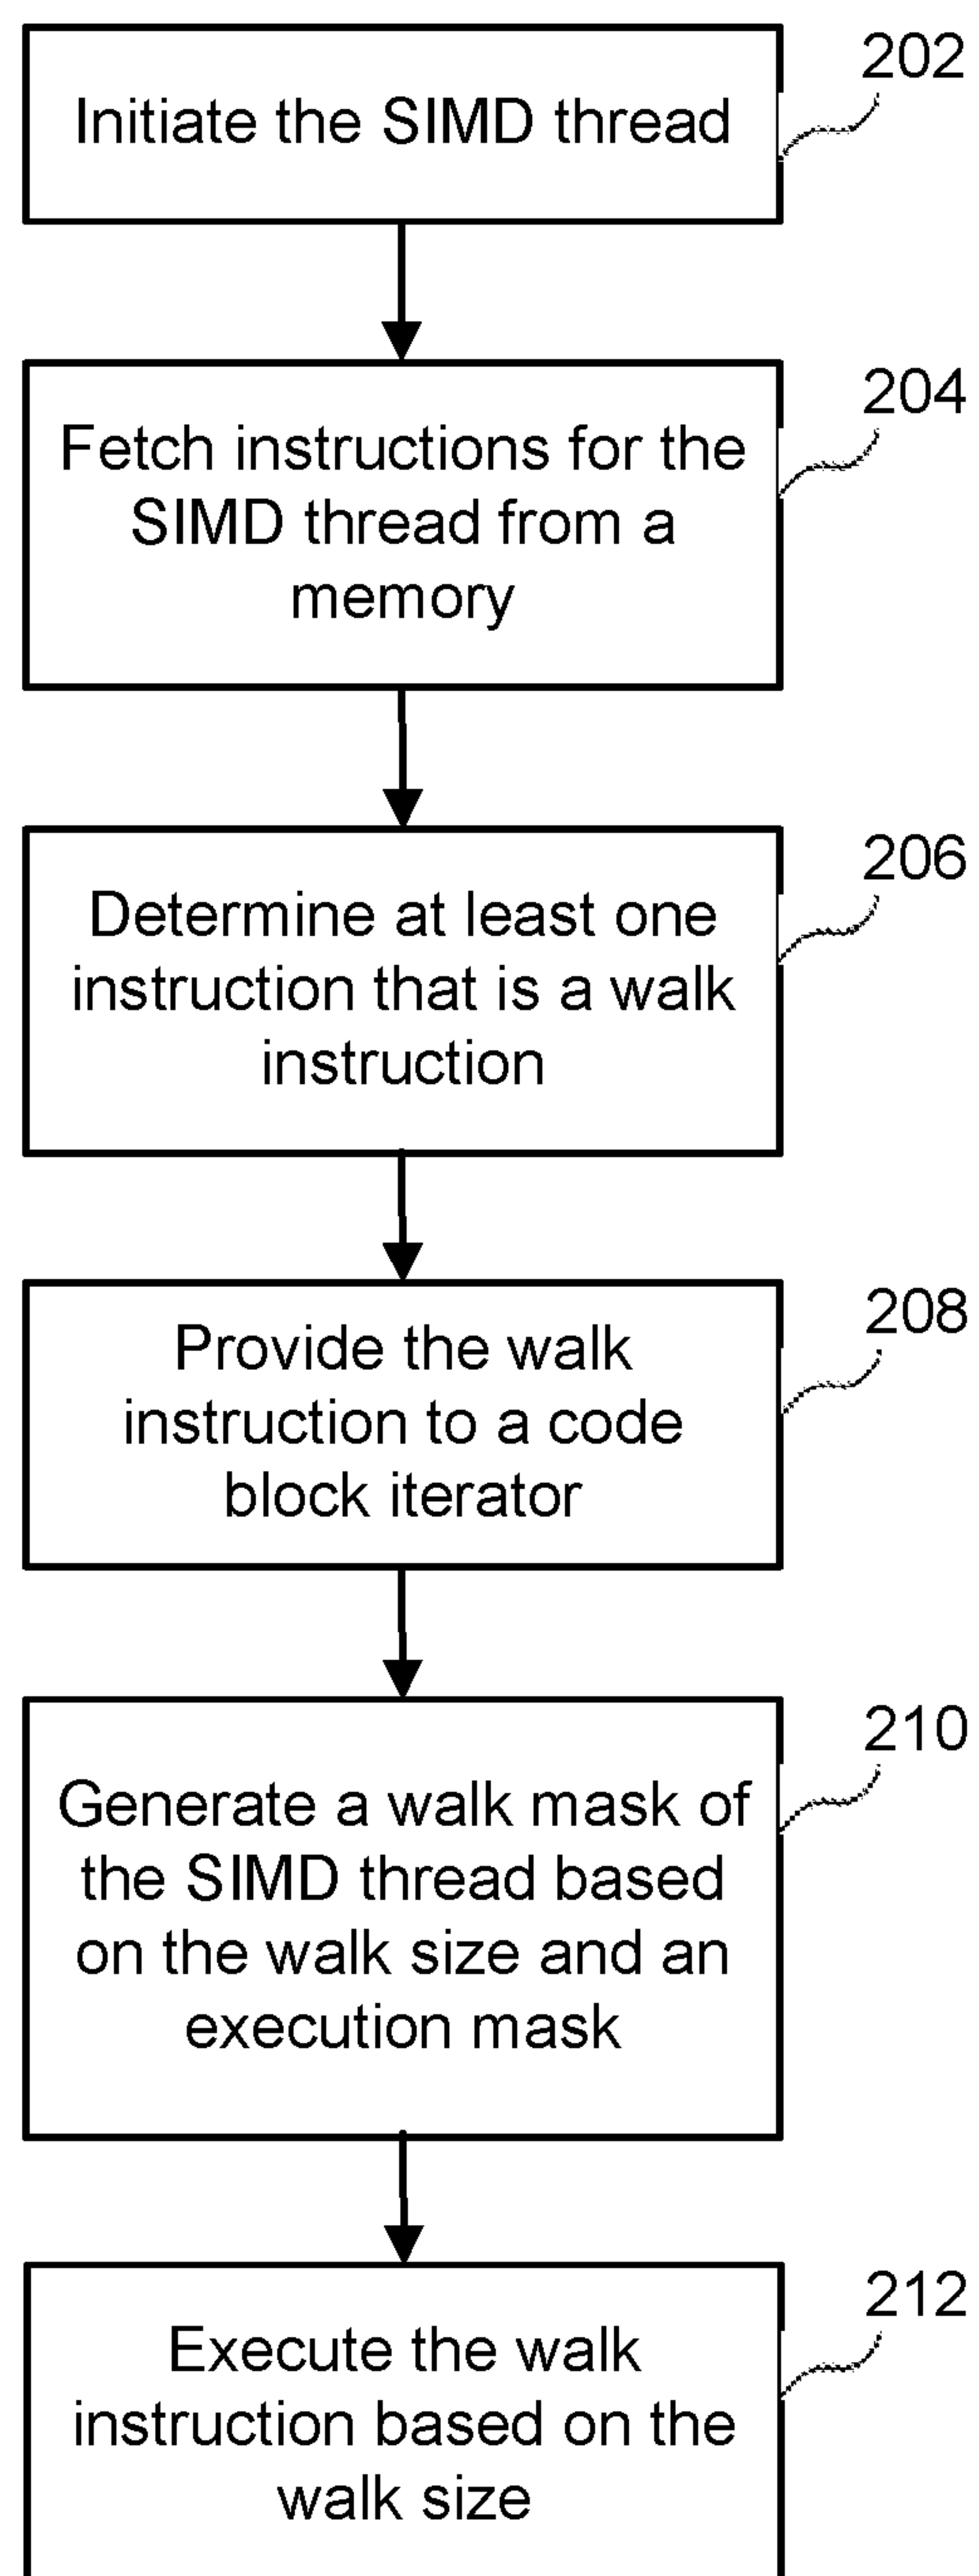 202
Initiate the SIMD thread
204
Fetch instructions for the
SIMD thread from a
memory
206
Determine at least one
instruction that is a walk
instruction
208
Provide the walk
instruction to a code
block iterator
210
Generate a walk mask of
the SIMD thread based
on the walk size and an
execution mask
212
Execute the walk
instruction based on the
walk size